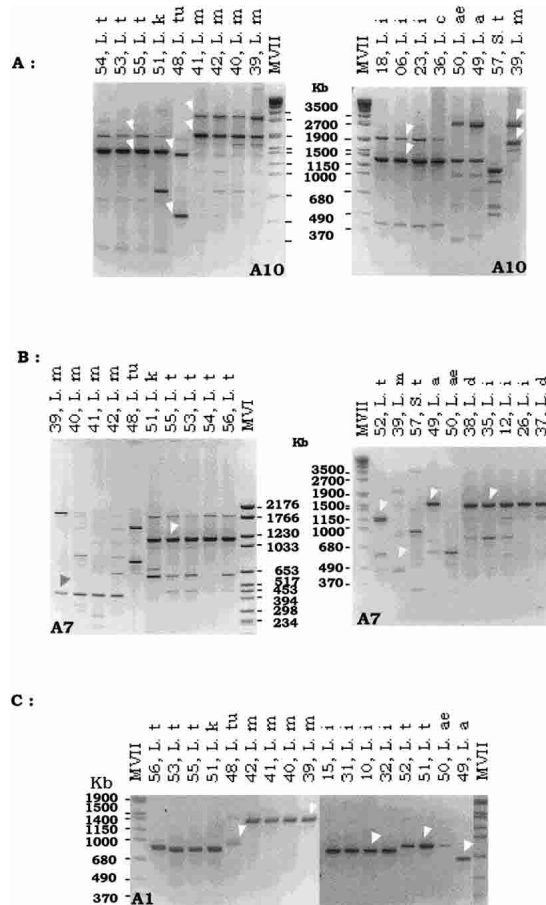 A :
54, L. t
53, L. t
55, L. t
51, L. k
48, L. tu
41, L. m
42, L. m
40, L. m
39, L. m
MVII
Kb
3500
2700
1900
1500
1150
1000
680
490
370
A10
MVII
18, L. i
06, L. i
23, L. i
36, L. c
50, L. ae
49, L. a
57, S. t
39, L. m
A10
B :
39, L. m
40, L. m
41, L. m
42, L. m
48, L. tu
51, L. k
55, L. t
53, L. t
54, L. t
56, L. t
MVI
2176
1766
1230
1033
653
517
453
394
298
234
A7
Kb
3500
2700
1900
1500
1150
1000
680
490
370
MVII
52, L. t
39, L. m
57, S. t
49, L. a
50, L. ae
38, L. d
35, L. i
12, L. i
26, L. i
37, L. d
A7
C :
Kb
1900
1500
1400
1150
1000
680
490
370
MVII
56, L. t
53, L. t
55, L. t
51, L. k
48, L. tu
42, L. m
41, L. m
40, L. m
39, L. m
15, L. i
31, L. i
10, L. i
32, L. i
52, L. t
51, L. t
50, L. ae
49, L. a
MVII
A1